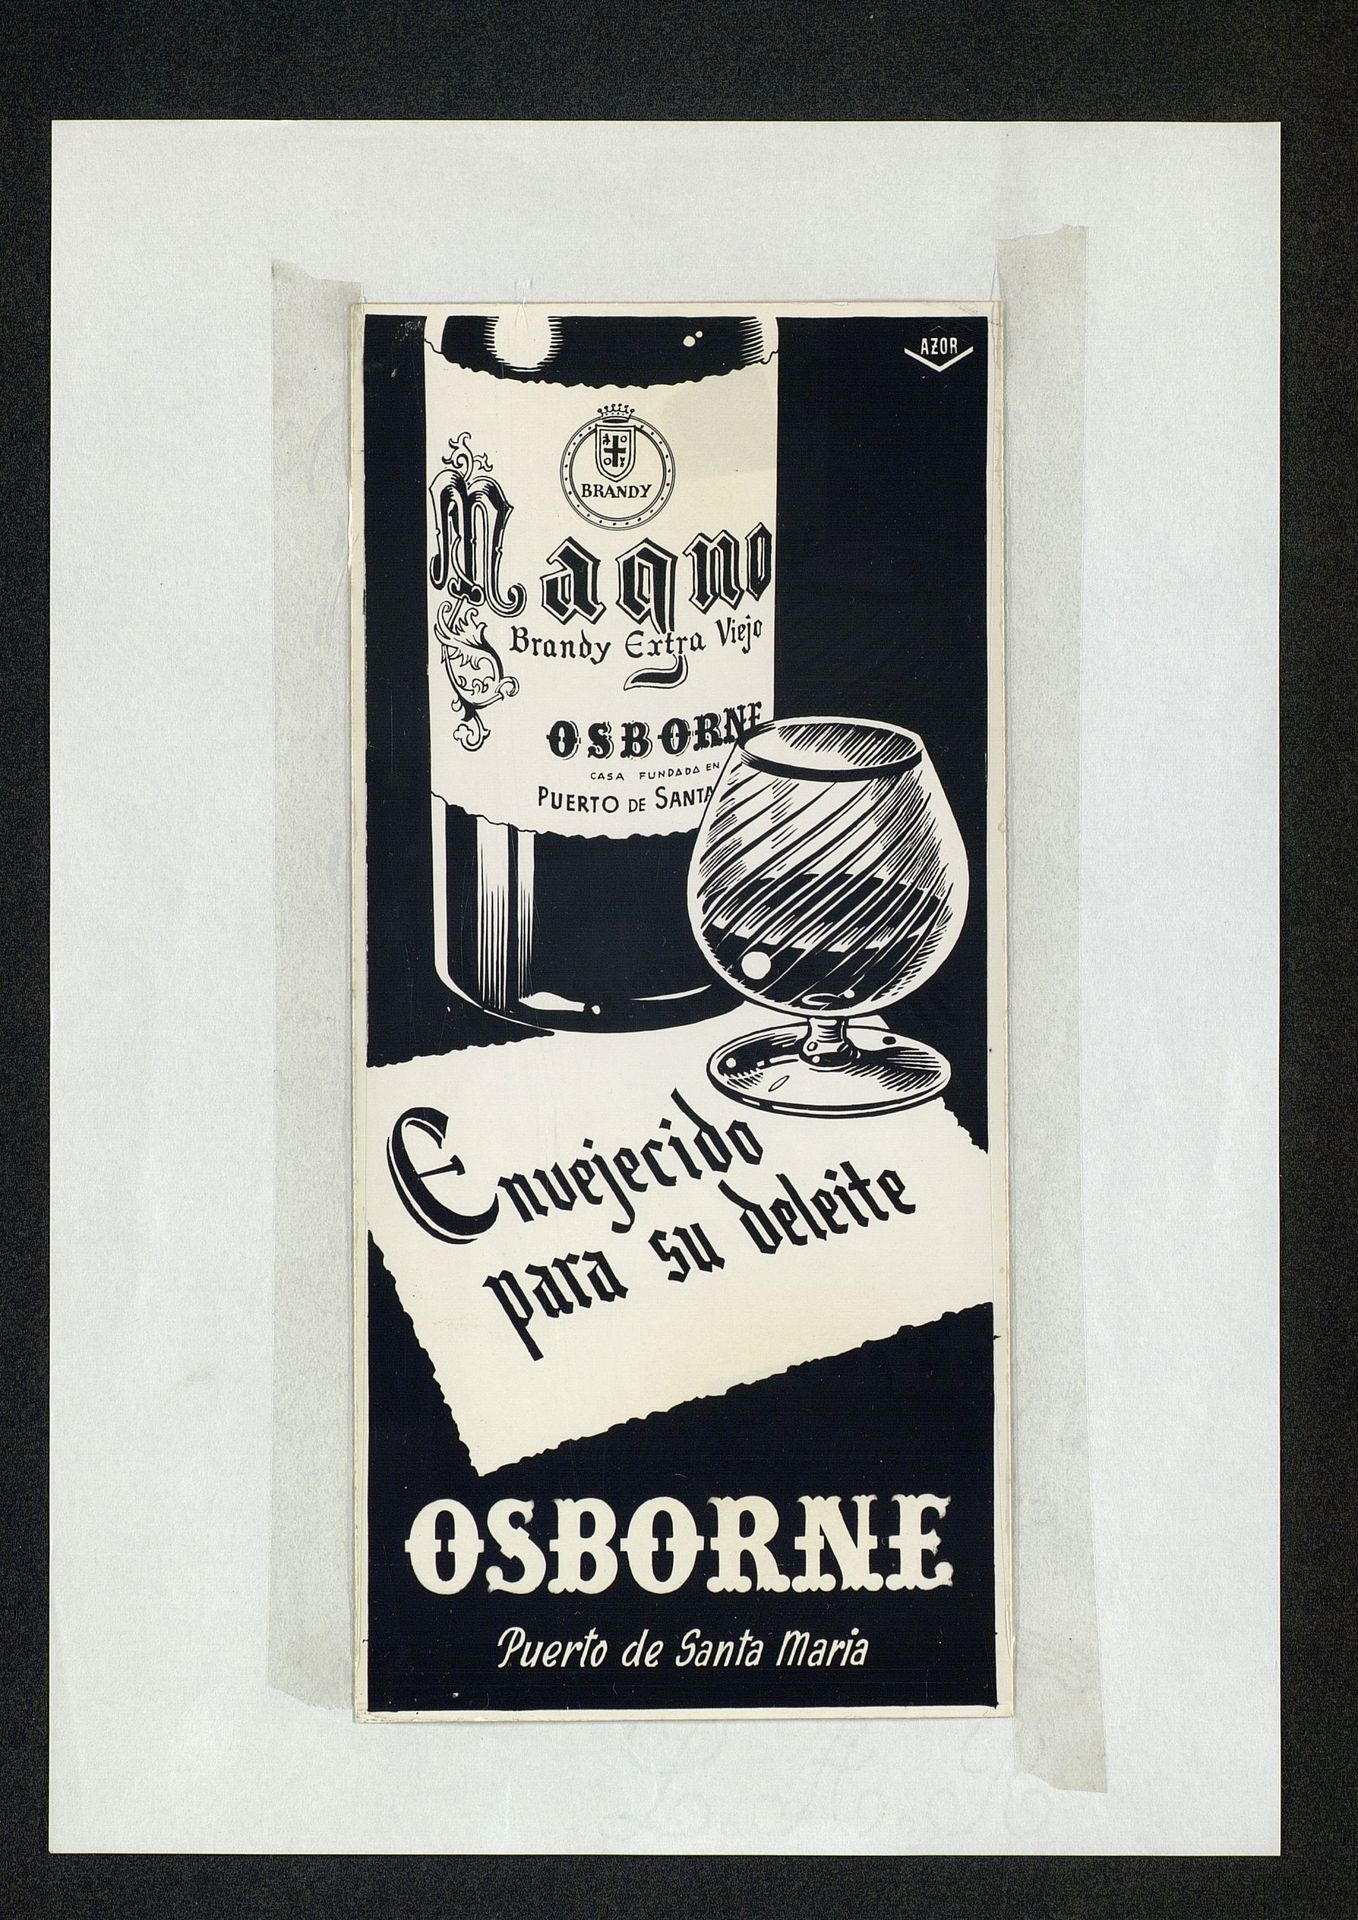 AZOR
BRANDY
Magno
Brandy Extra Viejo
OSBORNE
CASA FUNDADA EN
PUERTO DE SANTA
Envejecido
para su deleite
OSBORNE
Puerto de Santa Maria